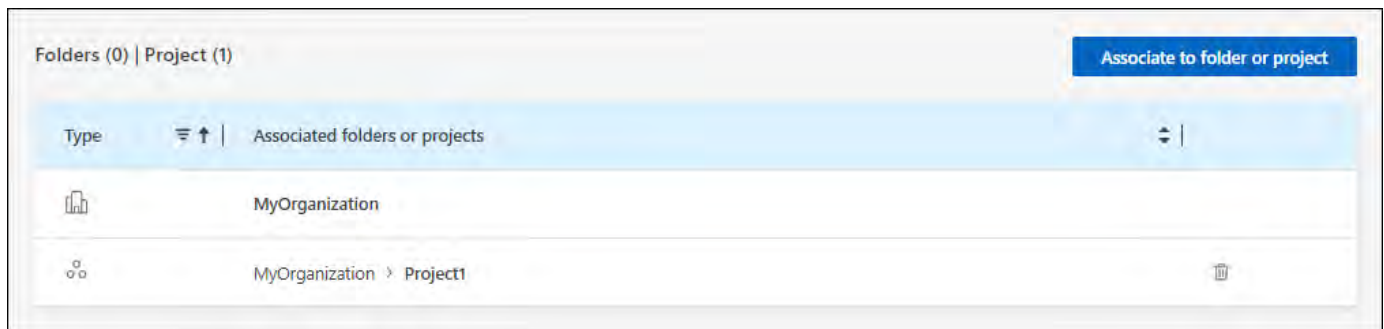 Folders (0) | Project (1)
Associate to folder or project
Type Associated folders or projects
MyOrganization
MyOrganization > Project1